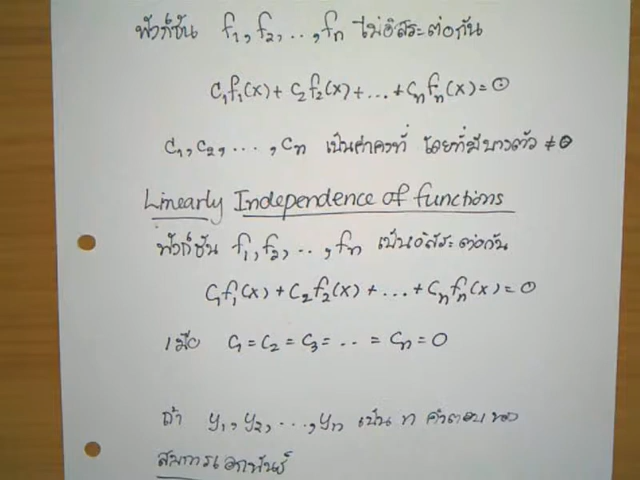 ฟังก์ชัน f₁, f₂, .., fₙ ไม่อิสระต่อกัน
C₁f₁(x) + C₂f₂(x) + ... + Cₙfₙ(x) = 0
C₁, C₂, ..., Cₙ เป็นค่าคงที่ โดยที่มีบางตัว ≠ 0
Linearly Independence of functions
ฟังก์ชัน f₁, f₂, .., fₙ เป็นอิสระต่อกัน
C₁f₁(x) + C₂f₂(x) + ... + Cₙfₙ(x) = 0
เมื่อ C₁ = C₂ = C₃ = .. = Cₙ = 0
ถ้า y₁, y₂, ..., yₙ เป็น n คำตอบของ
สมการเอกพันธ์